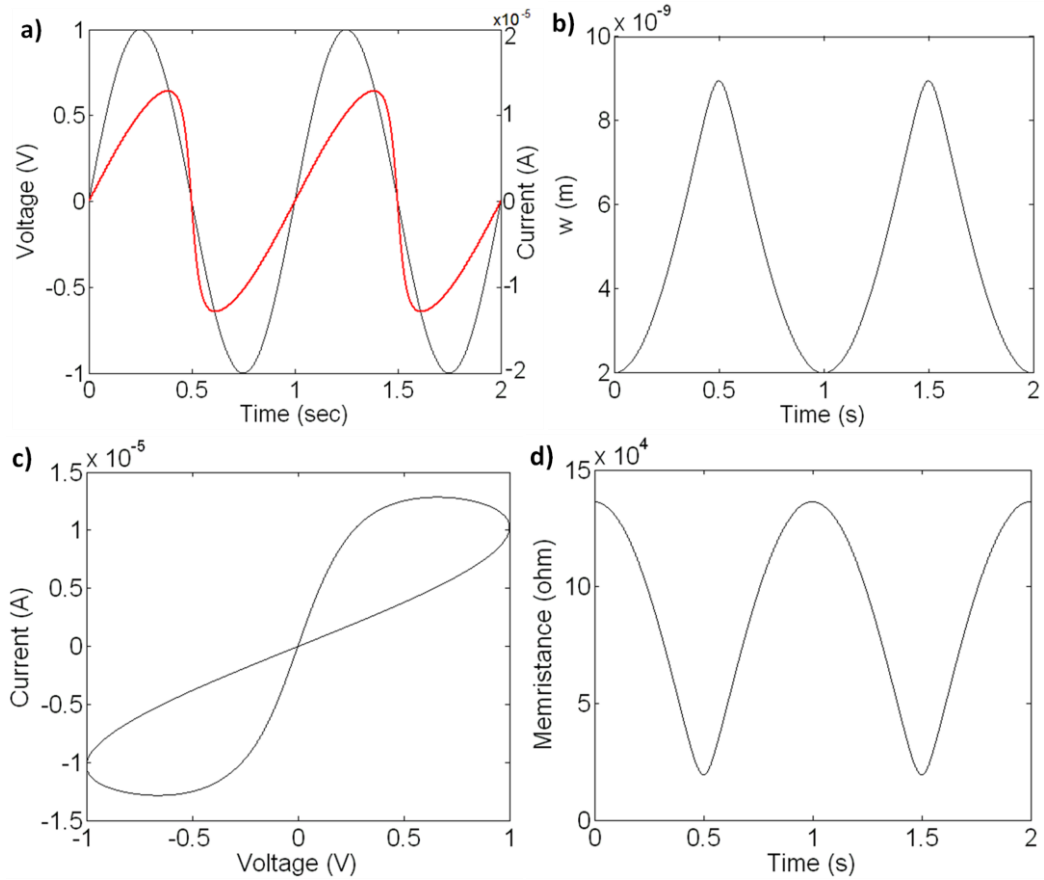 a)
x10-5
1
0.5
0
-0.5
-1
2
1
0
-1
-2
Voltage (V)
Current (A)
0 0.5 1 1.5 2
Time (sec)
b)
10 x 10-9
8
6
4
2
w (m)
0 0.5 1 1.5 2
Time (s)
c)
1.5 x 10-5
1
0.5
0
-0.5
-1
-1.5
Current (A)
-1 -0.5 0 0.5 1
Voltage (V)
d)
15 x 104
10
5
0
Memristance (ohm)
0 0.5 1 1.5 2
Time (s)